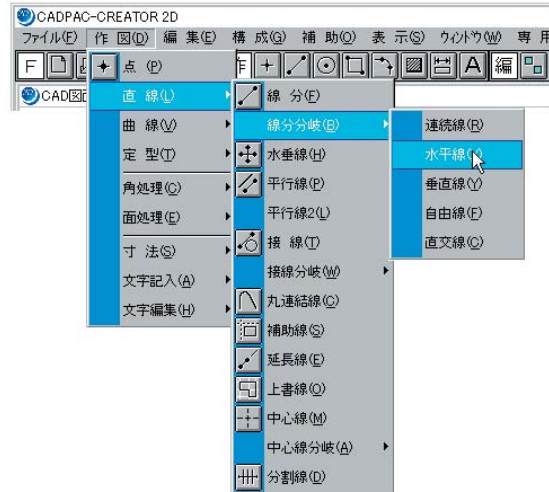 CADPAC-CREATOR 2D
ファイル(F) 作 図(D) 編 集(E) 構 成(G) 補 助(O) 表 示(S) ウィンドウ(W) 専 用
F A 編
CAD図
点 (P)
直 線(L)
曲 線(V)
定 型(T)
角処理(C)
面処理(E)
寸 法(S)
文字記入(A)
文字編集(H)
線 分(F)
線分分岐(B)
水垂線(H)
平行線(P)
平行線2(L)
接 線(T)
接線分岐(W)
丸連結線(C)
補助線(S)
延長線(E)
上書線(O)
中心線(M)
中心線分岐(A)
分割線(D)
連続線(R)
水平線
垂直線(Y)
自由線(F)
直交線(C)